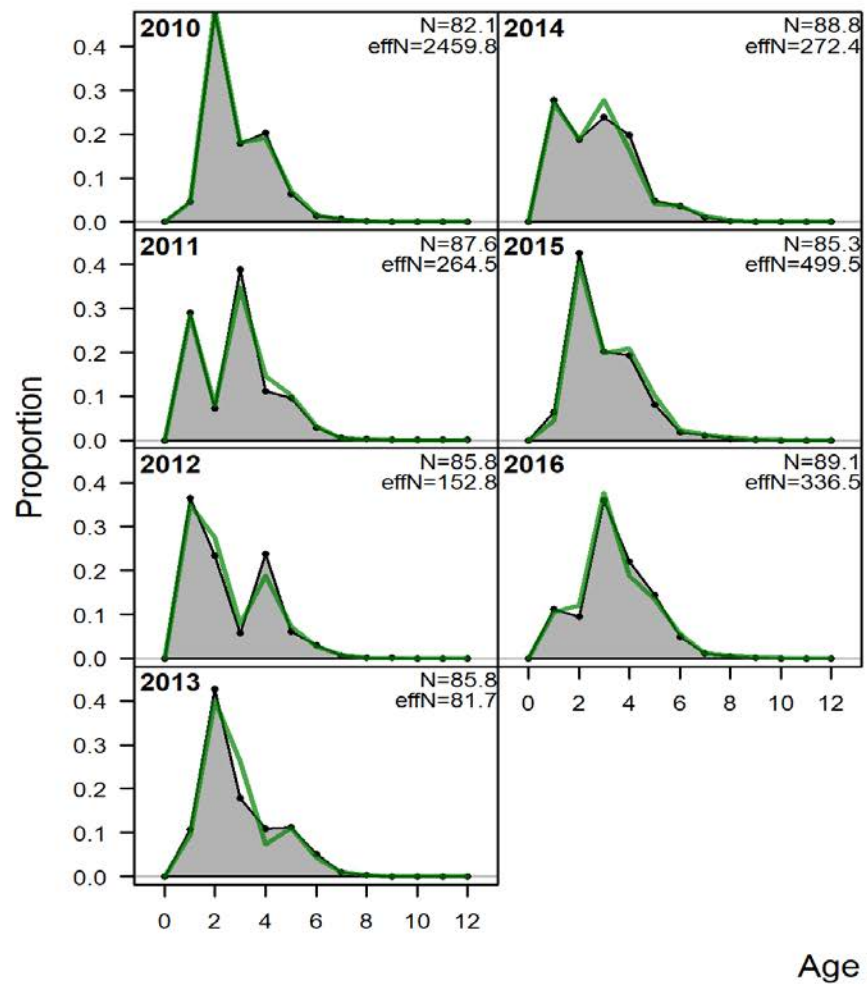 Proportion
2010
N=82.1
effN=2459.8
0.4
0.3
0.2
0.1
0.0
2011
N=87.6
effN=264.5
0.4
0.3
0.2
0.1
0.0
2012
N=85.8
effN=152.8
0.4
0.3
0.2
0.1
0.0
2013
N=85.8
effN=81.7
0.4
0.3
0.2
0.1
0.0
0 2 4 6 8 10 12
2014
N=88.8
effN=272.4
2015
N=85.3
effN=499.5
2016
N=89.1
effN=336.5
0 2 4 6 8 10 12
Age